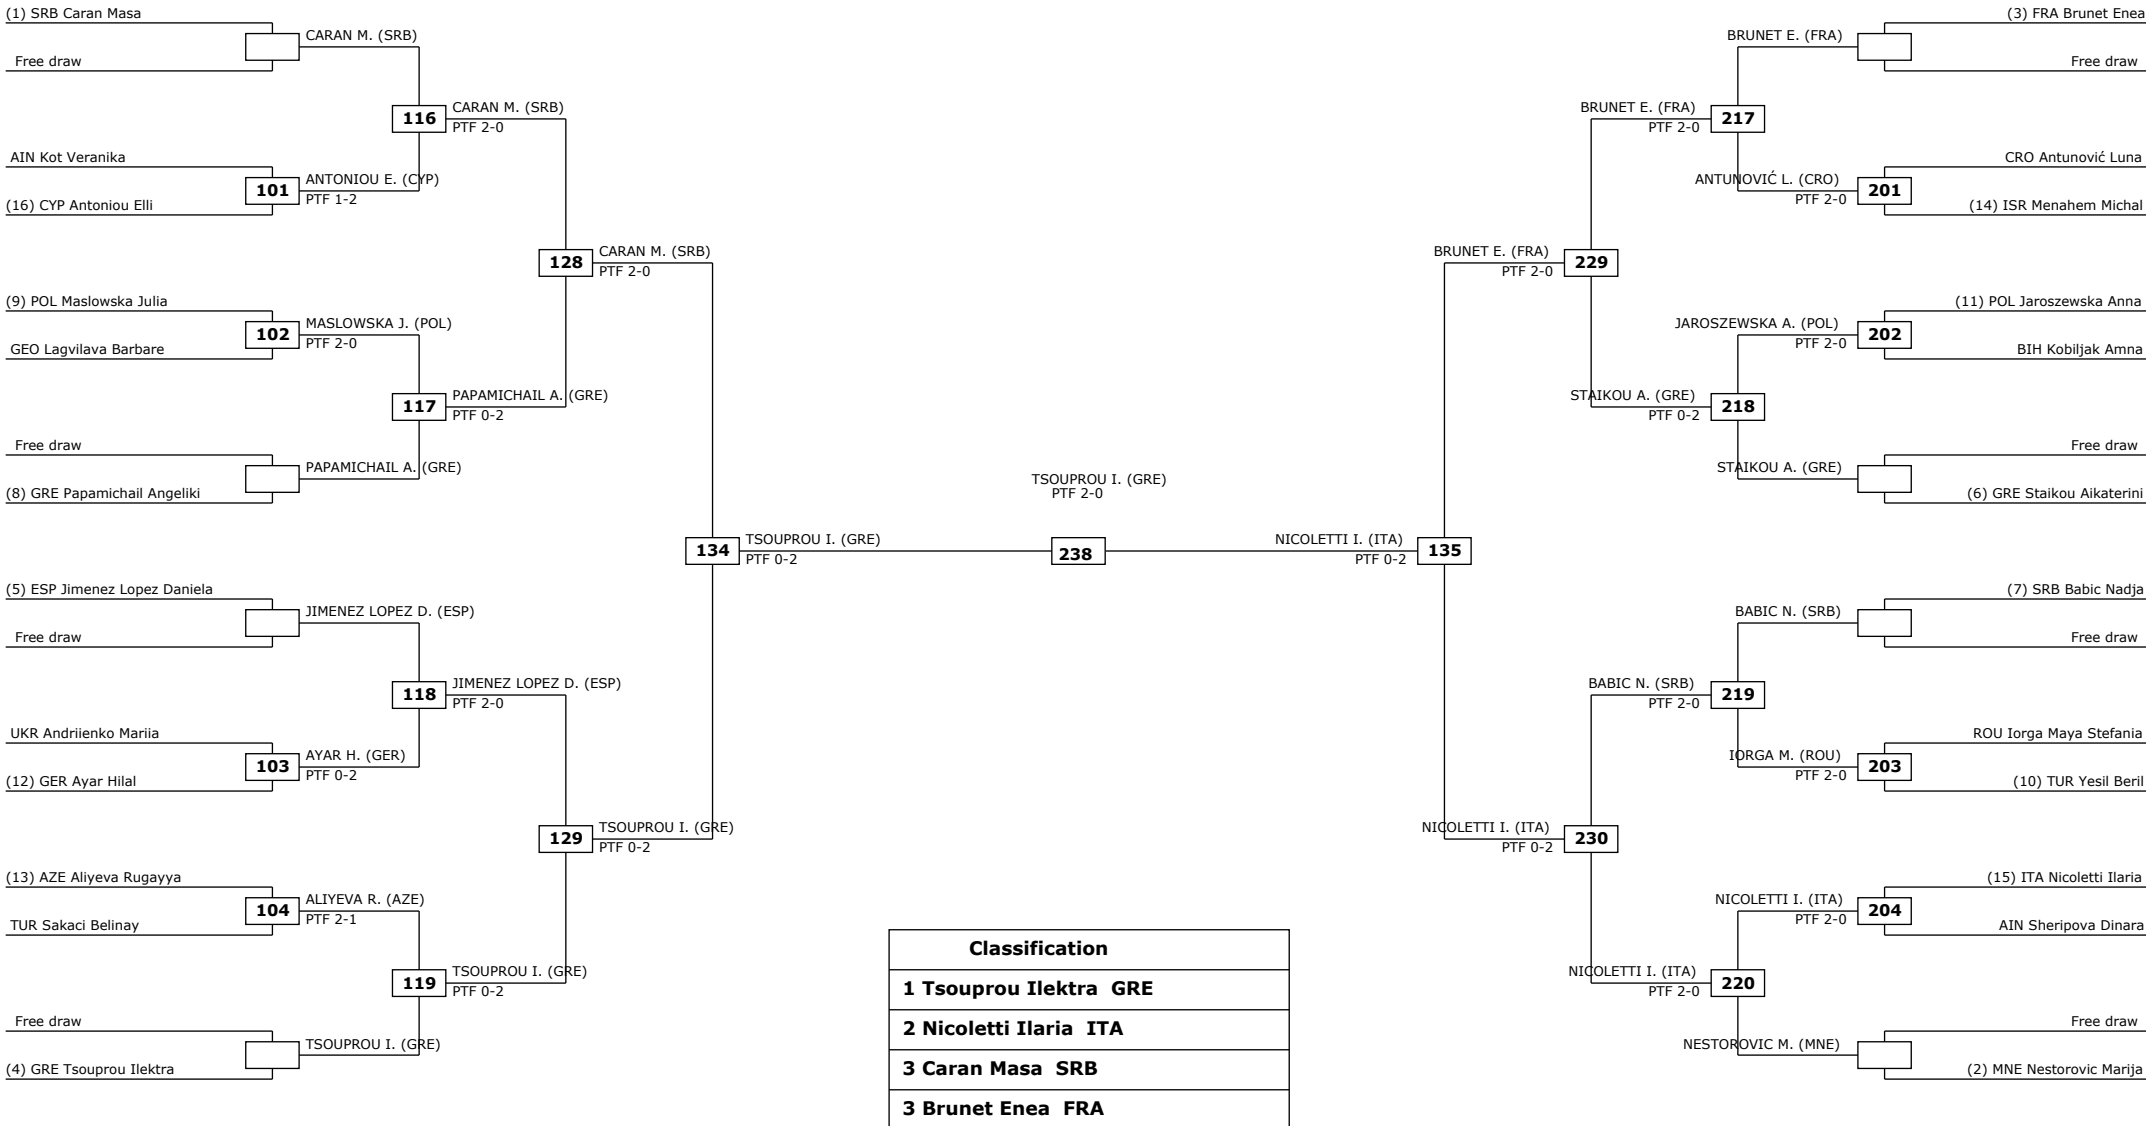 (1) SRB Caran Masa
CARAN M. (SRB)
Free draw
116
CARAN M. (SRB)
PTF 2-0
AIN Kot Veranika
101
ANTONIOU E. (CYP)
PTF 1-2
(16) CYP Antoniou Elli
128
CARAN M. (SRB)
PTF 2-0
(9) POL Maslowska Julia
102
MASLOWSKA J. (POL)
PTF 2-0
GEO Lagvilava Barbare
117
PAPAMICHAIL A. (GRE)
PTF 0-2
Free draw
PAPAMICHAIL A. (GRE)
(8) GRE Papamichail Angeliki
134
TSOUPROU I. (GRE)
PTF 0-2
(5) ESP Jimenez Lopez Daniela
JIMENEZ LOPEZ D. (ESP)
Free draw
118
JIMENEZ LOPEZ D. (ESP)
PTF 2-0
UKR Andriienko Mariia
103
AYAR H. (GER)
PTF 0-2
(12) GER Ayar Hilal
129
TSOUPROU I. (GRE)
PTF 0-2
(13) AZE Aliyeva Rugayya
104
ALIYEVA R. (AZE)
PTF 2-1
TUR Sakaci Belinay
119
TSOUPROU I. (GRE)
PTF 0-2
Free draw
TSOUPROU I. (GRE)
(4) GRE Tsouprou Ilektra
TSOUPROU I. (GRE)
PTF 2-0
238
(3) FRA Brunet Enea
BRUNET E. (FRA)
Free draw
BRUNET E. (FRA)
PTF 2-0
217
CRO Antunović Luna
ANTUNOVIĆ L. (CRO)
PTF 2-0
201
(14) ISR Menahem Michal
BRUNET E. (FRA)
PTF 2-0
229
(11) POL Jaroszewska Anna
JAROSZEWSKA A. (POL)
PTF 2-0
202
BIH Kobiljak Amna
STAIKOU A. (GRE)
PTF 0-2
218
Free draw
STAIKOU A. (GRE)
(6) GRE Staikou Aikaterini
NICOLETTI I. (ITA)
PTF 0-2
135
(7) SRB Babic Nadja
BABIC N. (SRB)
Free draw
BABIC N. (SRB)
PTF 2-0
219
ROU Iorga Maya Stefania
IORGA M. (ROU)
PTF 2-0
203
(10) TUR Yesil Beril
NICOLETTI I. (ITA)
PTF 0-2
230
(15) ITA Nicoletti Ilaria
NICOLETTI I. (ITA)
PTF 2-0
204
AIN Sheripova Dinara
NICOLETTI I. (ITA)
PTF 2-0
220
Free draw
NESTOROVIC M. (MNE)
(2) MNE Nestorovic Marija
Classification
1 Tsouprou Ilektra GRE
2 Nicoletti Ilaria ITA
3 Caran Masa SRB
3 Brunet Enea FRA